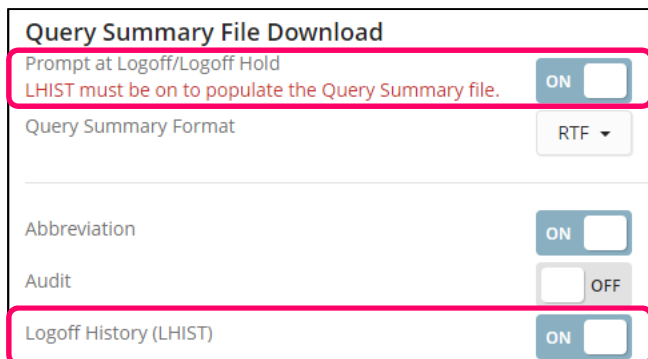 Query Summary File Download
Prompt at Logoff/Logoff Hold
ON
LHIST must be on to populate the Query Summary file.
Query Summary Format
RTF
Abbreviation
ON
Audit
OFF
Logoff History (LHIST)
ON